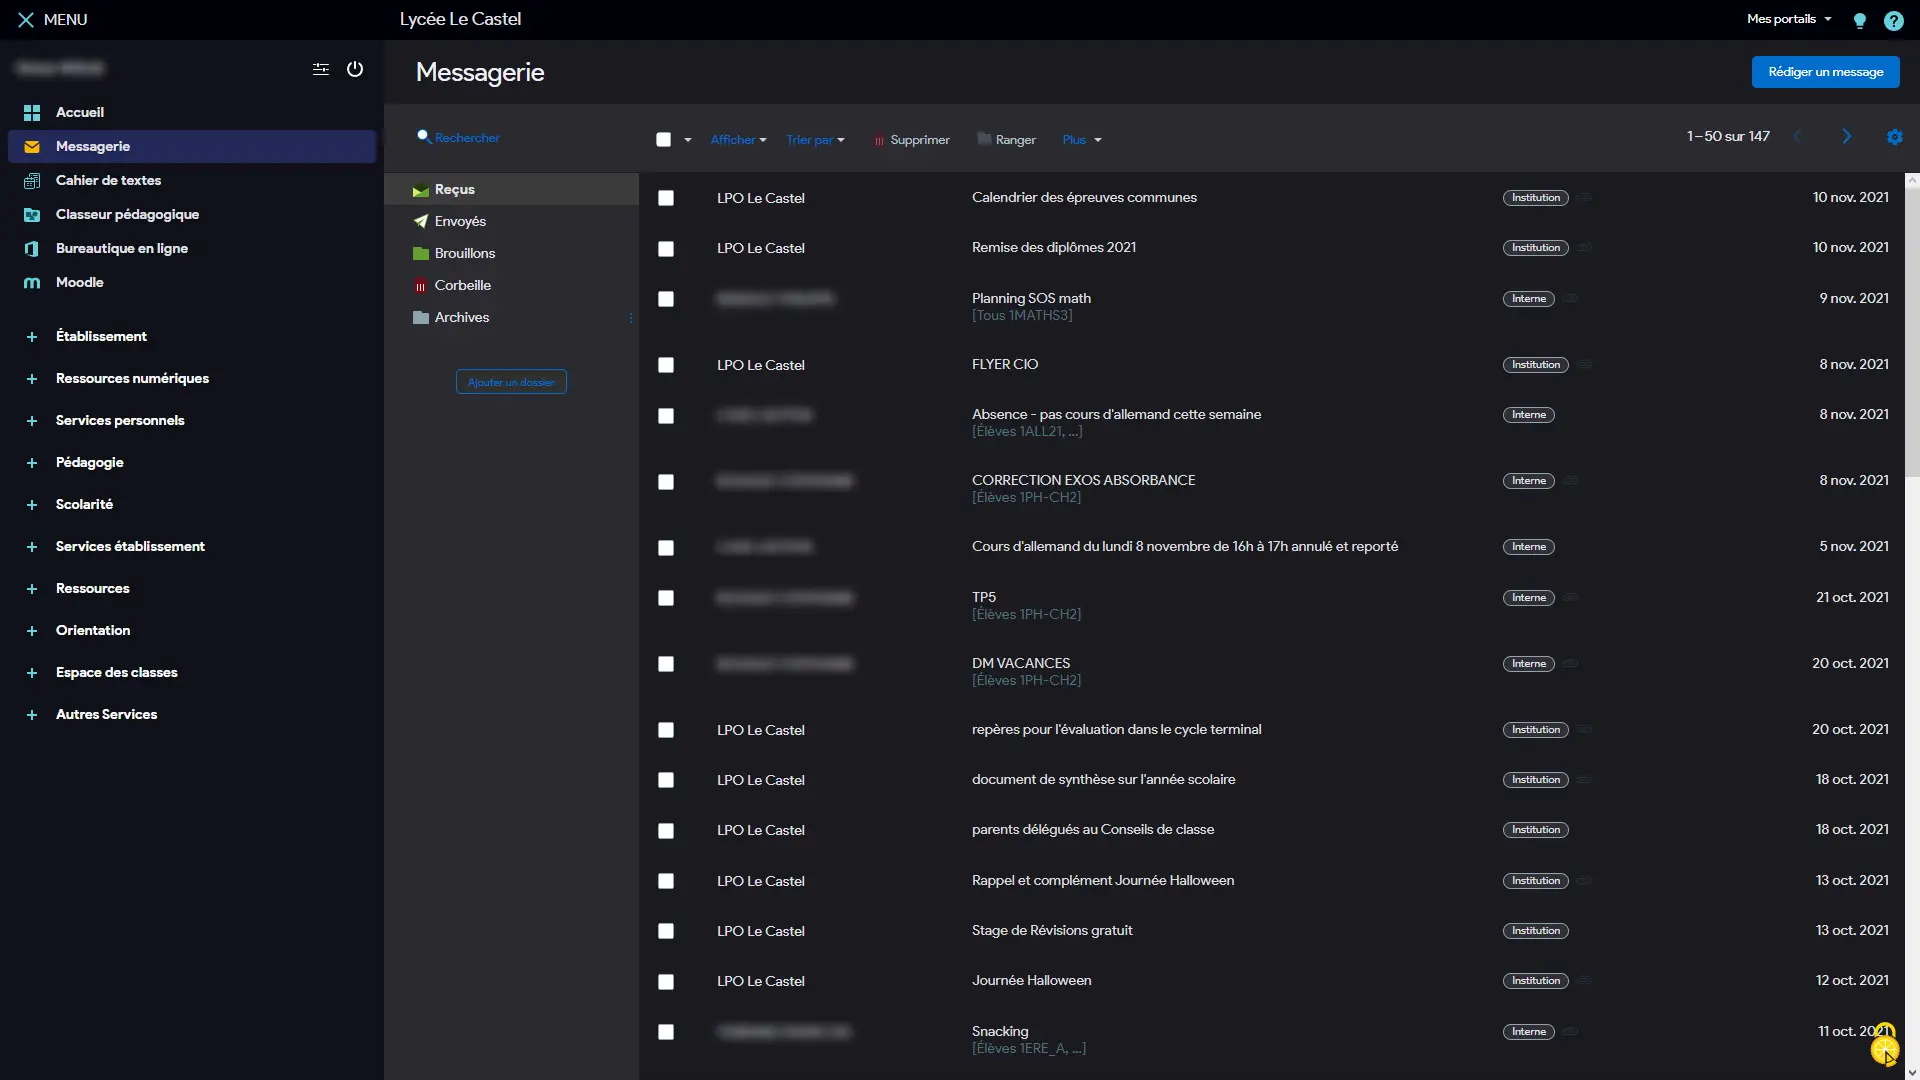 MENU
Lycée Le Castel
Mes portails
Messagerie
Rédiger un message
Accueil
Messagerie
Cahier de textes
Classeur pédagogique
Bureautique en ligne
Moodle
Établissement
Ressources numériques
Services personnels
Pédagogie
Scolarité
Services établissement
Ressources
Orientation
Espace des classes
Autres Services
Rechercher
Afficher
Trier par
Supprimer
Ranger
Plus
1–50 sur 147
Reçus
Envoyés
Brouillons
Corbeille
Archives
Ajouter un dossier
LPO Le Castel Calendrier des épreuves communes Institution 10 nov. 2021
LPO Le Castel Remise des diplômes 2021 Institution 10 nov. 2021
Planning SOS math Interne 9 nov. 2021
[Tous 1MATHS3]
LPO Le Castel FLYER CIO Institution 8 nov. 2021
Absence - pas cours d'allemand cette semaine Interne 8 nov. 2021
[Élèves 1ALL21, ...]
CORRECTION EXOS ABSORBANCE Interne 8 nov. 2021
[Élèves 1PH-CH2]
Cours d'allemand du lundi 8 novembre de 16h à 17h annulé et reporté Interne 5 nov. 2021
TP5 Interne 21 oct. 2021
[Élèves 1PH-CH2]
DM VACANCES Interne 20 oct. 2021
[Élèves 1PH-CH2]
LPO Le Castel repères pour l'évaluation dans le cycle terminal Institution 20 oct. 2021
LPO Le Castel document de synthèse sur l'année scolaire Institution 18 oct. 2021
LPO Le Castel parents délégués au Conseils de classe Institution 18 oct. 2021
LPO Le Castel Rappel et complément Journée Halloween Institution 13 oct. 2021
LPO Le Castel Stage de Révisions gratuit Institution 13 oct. 2021
LPO Le Castel Journée Halloween Institution 12 oct. 2021
Snacking Interne 11 oct. 2021
[Élèves 1ERE_A, ...]